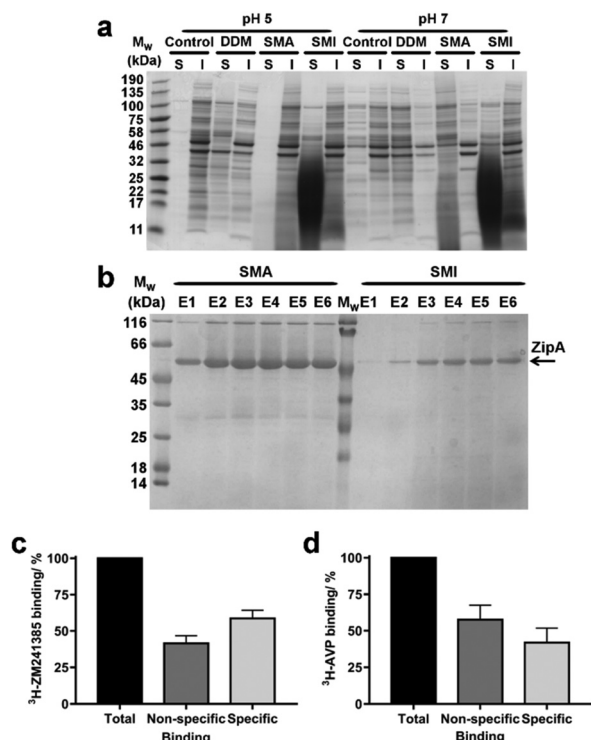 a
pH 5 pH 7
Mw Control DDM SMA SMI Control DDM SMA SMI
(kDa) S I S I S I S I S I S I S I S I
190
135
100
75
58
46
32
25
22
17
11
b
SMA SMI
Mw
(kDa) E1 E2 E3 E4 E5 E6 Mw E1 E2 E3 E4 E5 E6
116
66
45
35
25
18
14
ZipA
c
³H-ZM241385 binding/ %
100
75
50
25
0
Total Non-specific Specific
Binding
d
³H-AVP binding/ %
100
75
50
25
0
Total Non-specific Specific
Binding